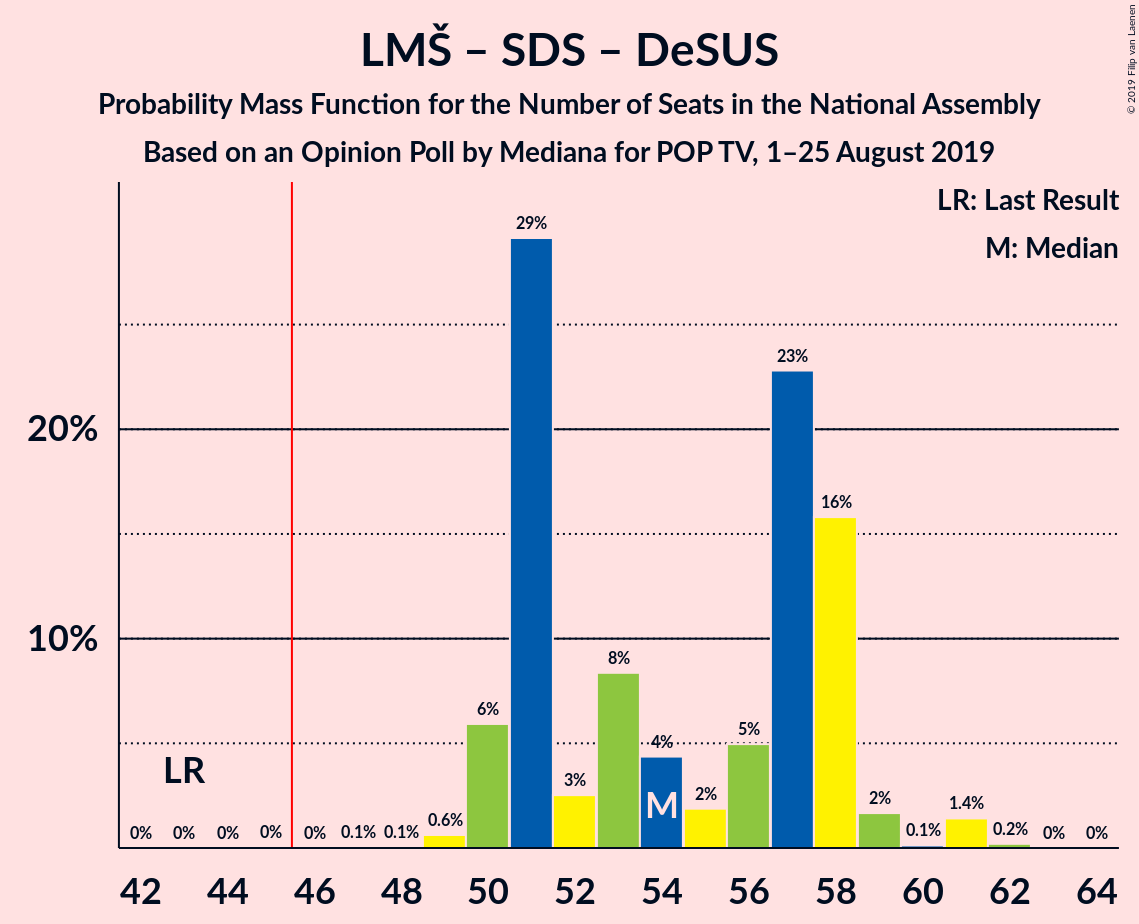 LMŠ – SDS – DeSUS
Probability Mass Function for the Number of Seats in the National Assembly
Based on an Opinion Poll by Mediana for POP TV, 1–25 August 2019
© 2019 Filip van Laenen
LR: Last Result
M: Median
20%
10%
LR
M
0% 0% 0% 0% 0% 0.1% 0.1% 0.6% 6% 29% 3% 8% 4% 2% 5% 23% 16% 2% 0.1% 1.4% 0.2% 0% 0%
42 44 46 48 50 52 54 56 58 60 62 64